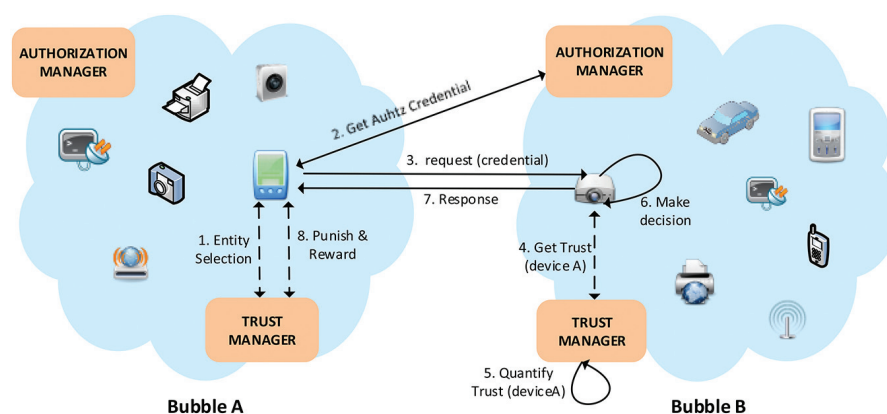 AUTHORIZATION
MANAGER
AUTHORIZATION
MANAGER
2. Get Auhtz Credential
3. request (credential)
7. Response
6. Make
decision
1. Entity
Selection
8. Punish &
Reward
4. Get Trust
(device A)
TRUST
MANAGER
TRUST
MANAGER
5. Quantify
Trust (deviceA)
Bubble A
Bubble B